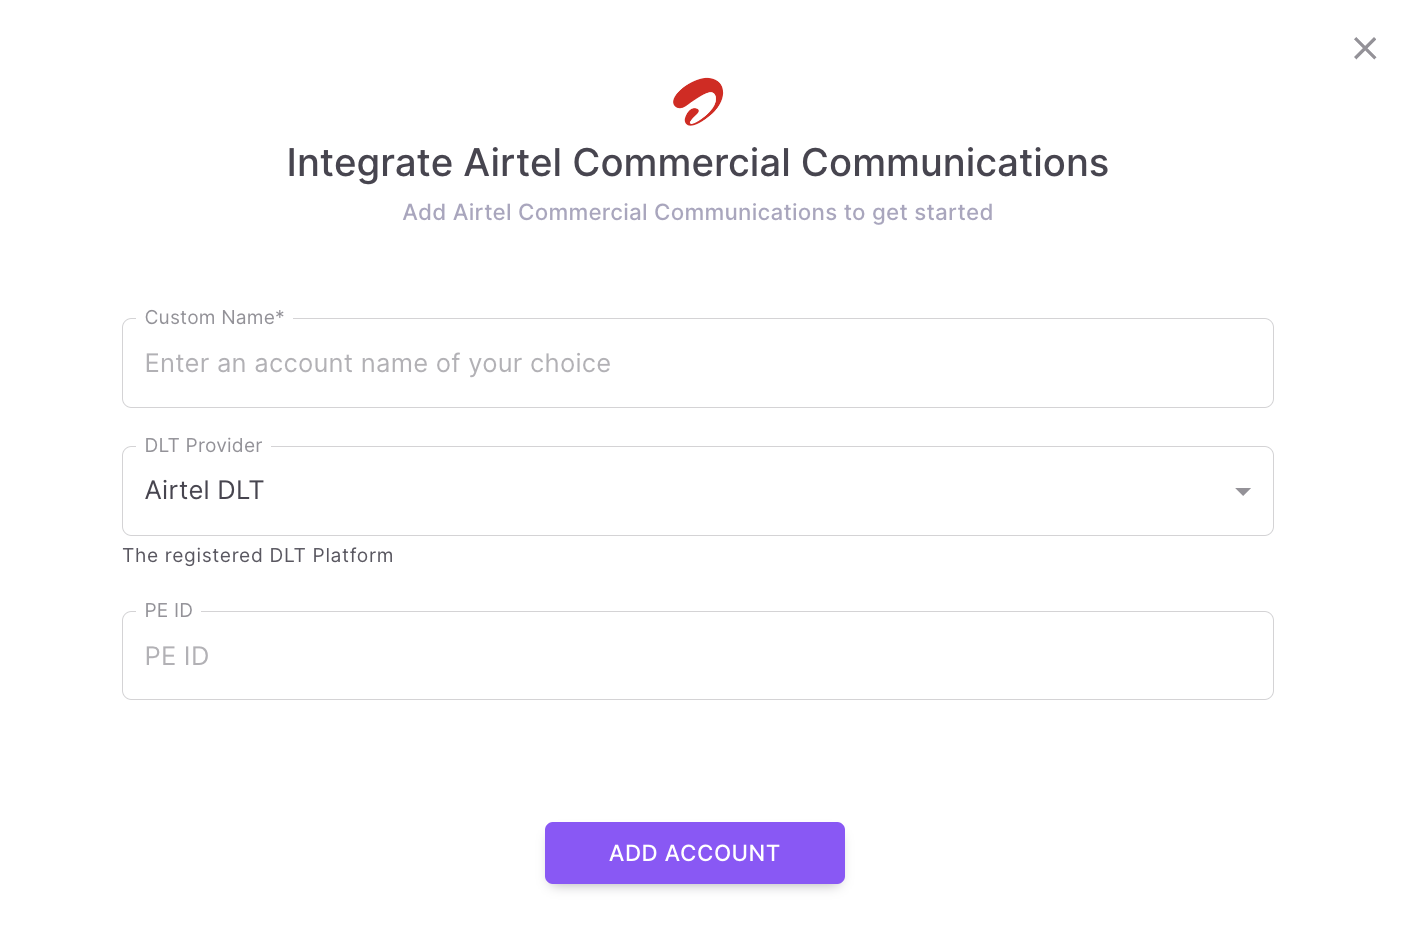 Integrate Airtel Commercial Communications
Add Airtel Commercial Communications to get started
Custom Name*
Enter an account name of your choice
DLT Provider
Airtel DLT
The registered DLT Platform
PE ID
PE ID
ADD ACCOUNT